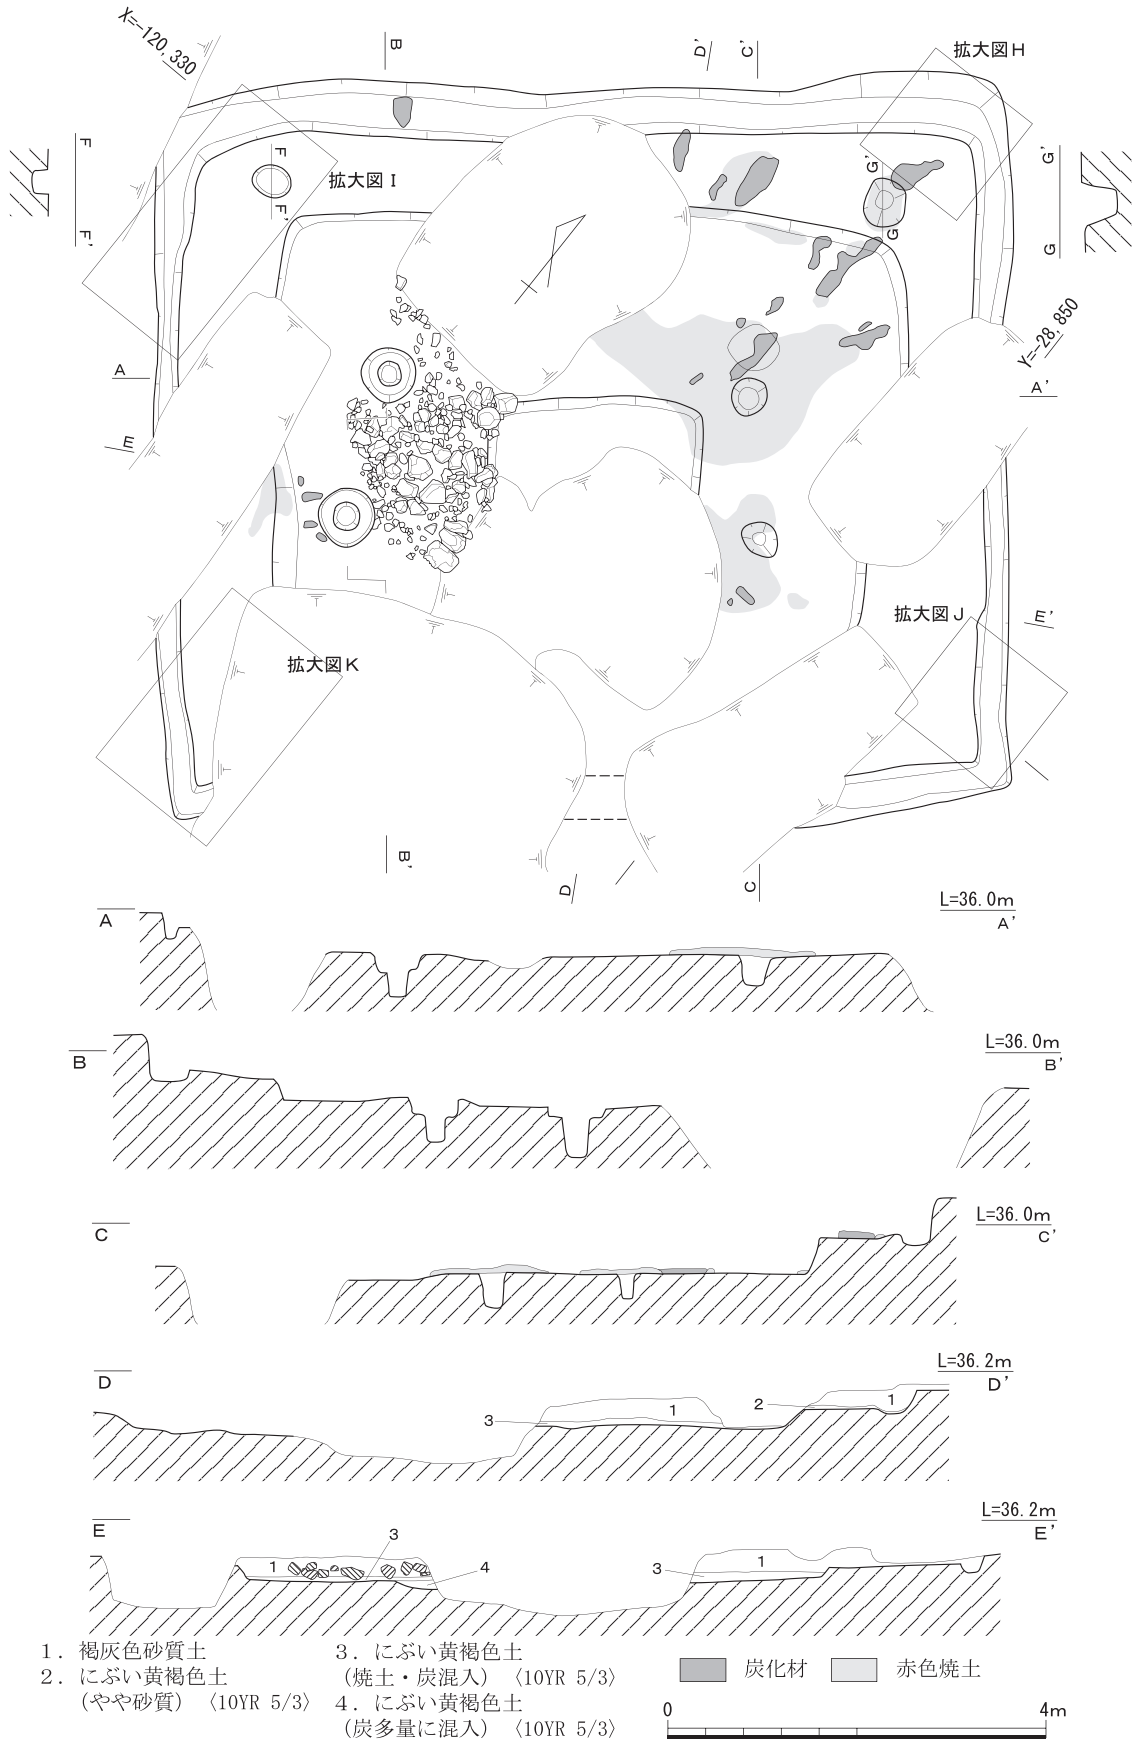 X=-120,330
B
D'
C'
拡大図H
F
F
拡大図I
F'
F'
G'
G
G'
G
Y=-28,850
A
A'
E
拡大図J
E'
拡大図K
B'
D
C
L=36.0m
A
A'
L=36.0m
B
B'
L=36.0m
C
C'
L=36.2m
D
D'
1
2
1
3
L=36.2m
E
E'
3
1
4
3
1
1.褐灰色砂質土
2.にぶい黄褐色土
(やや砂質)〈10YR 5/3〉
3.にぶい黄褐色土
(焼土・炭混入)〈10YR 5/3〉
4.にぶい黄褐色土
(炭多量に混入)〈10YR 5/3〉
炭化材
赤色焼土
0
4m